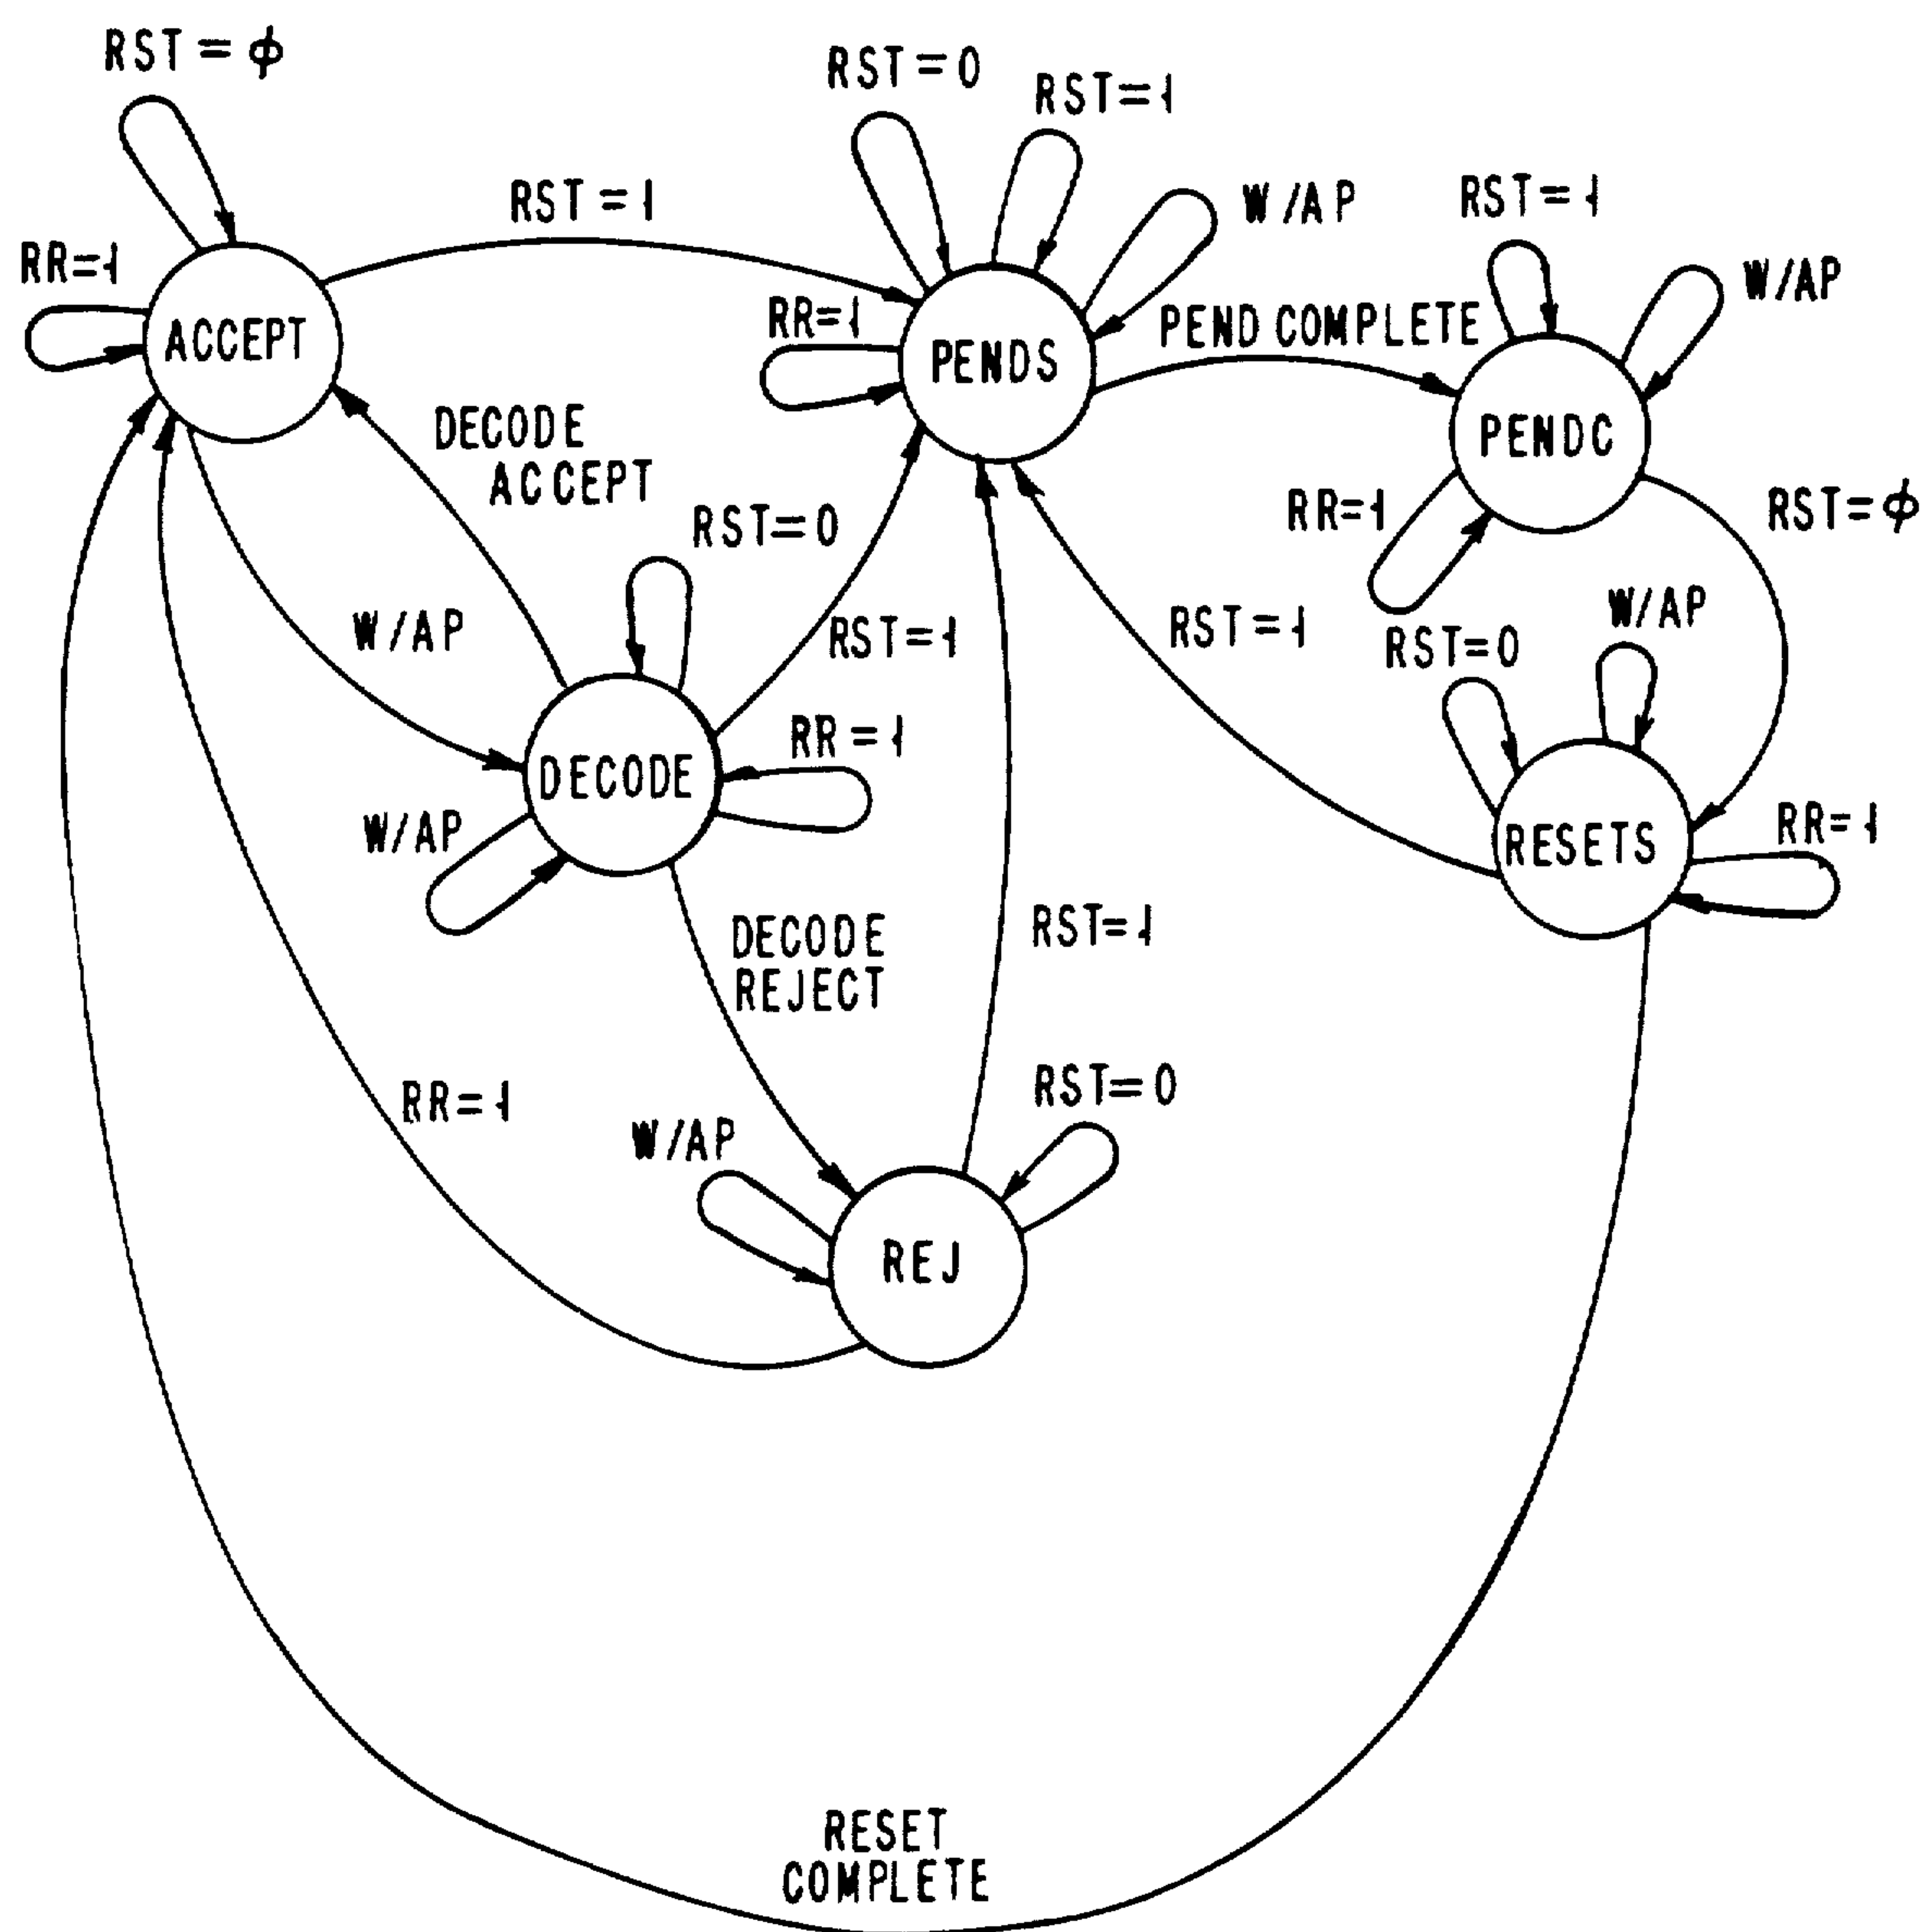 RST = ϕ
RST=0
RST=1
RST=1
W/AP
RST=1
W/AP
RR=1
ACCEPT
RR=1
PENDS
PEND COMPLETE
PENDC
DECODE
ACCEPT
RST=0
RR=1
RST=ϕ
W/AP
RST=1
RST=1
RST=0
W/AP
RR=1
DECODE
W/AP
RESETS
RR=1
DECODE
REJECT
RST=1
RR=1
W/AP
RST=0
REJ
RESET
COMPLETE